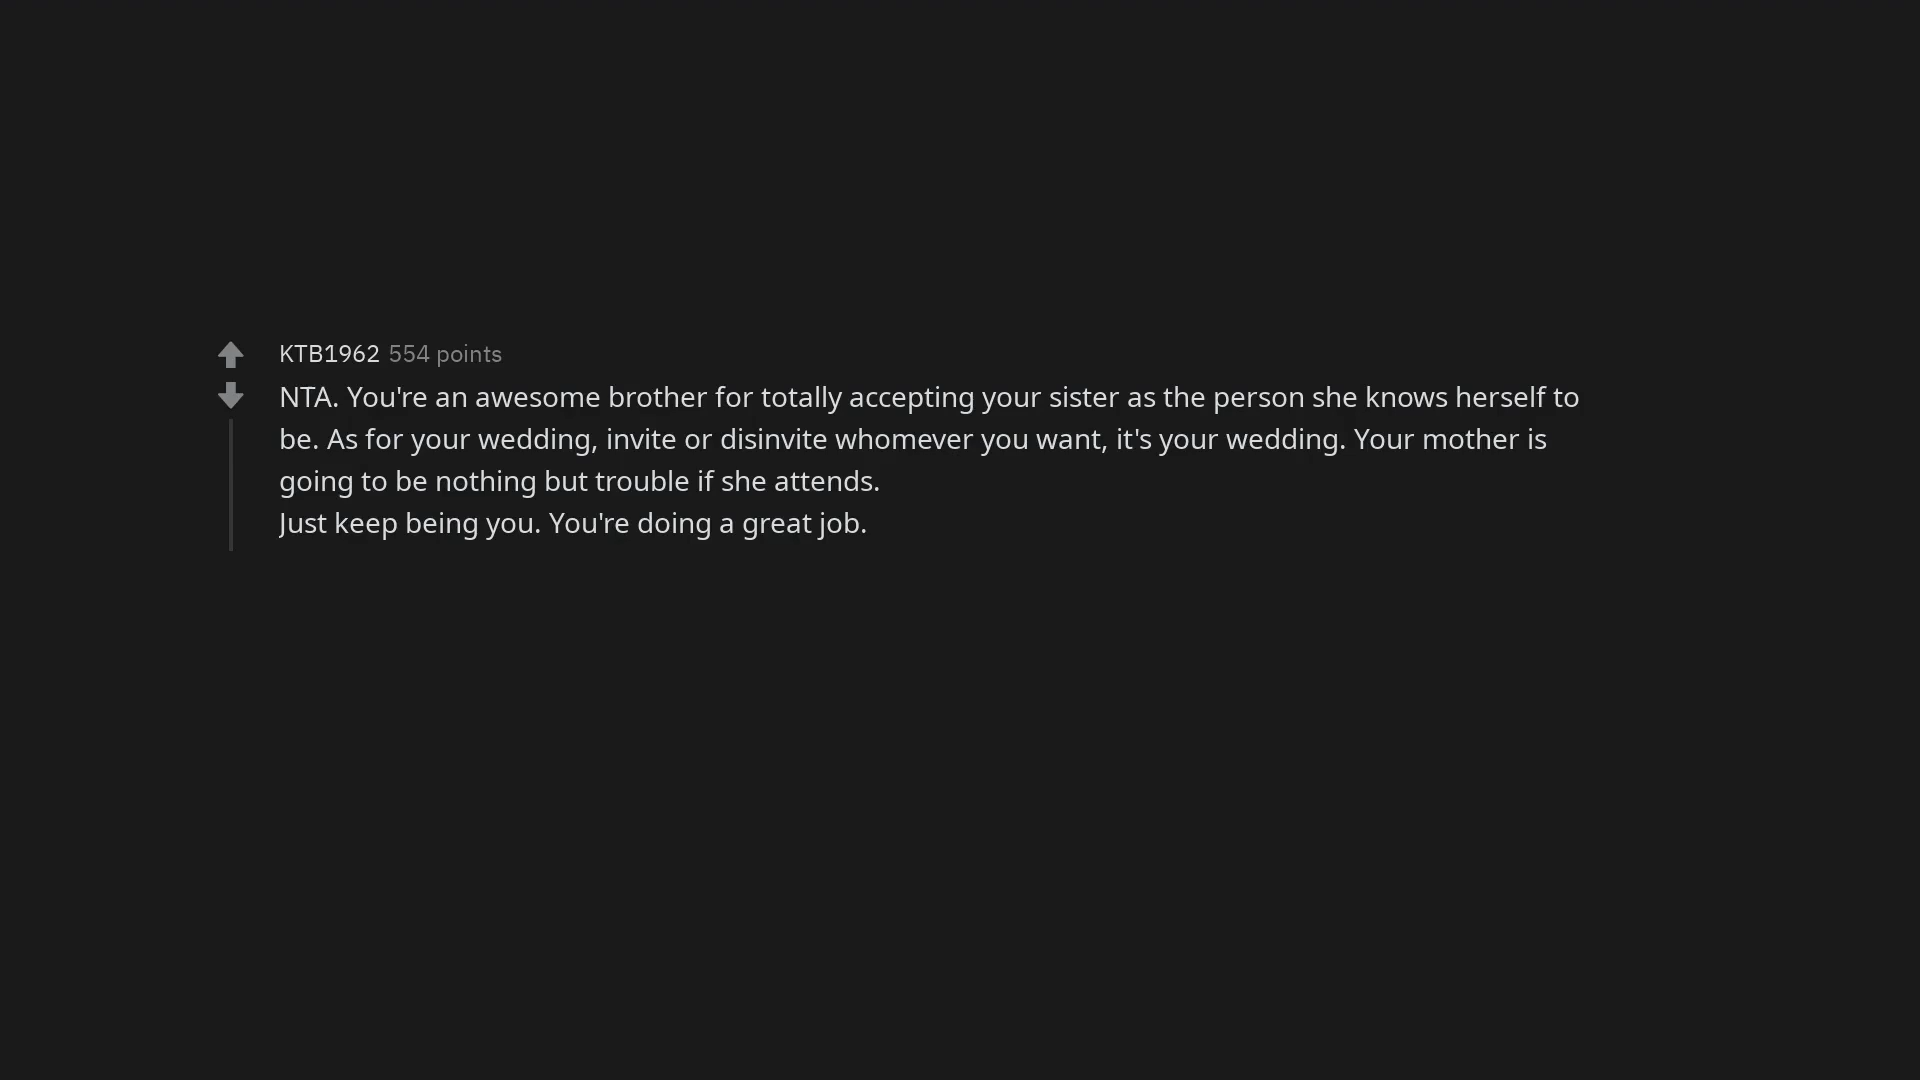 KTB1962 554 points
NTA. You're an awesome brother for totally accepting your sister as the person she knows herself to
be. As for your wedding, invite or disinvite whomever you want, it's your wedding. Your mother is
going to be nothing but trouble if she attends.
Just keep being you. You're doing a great job.